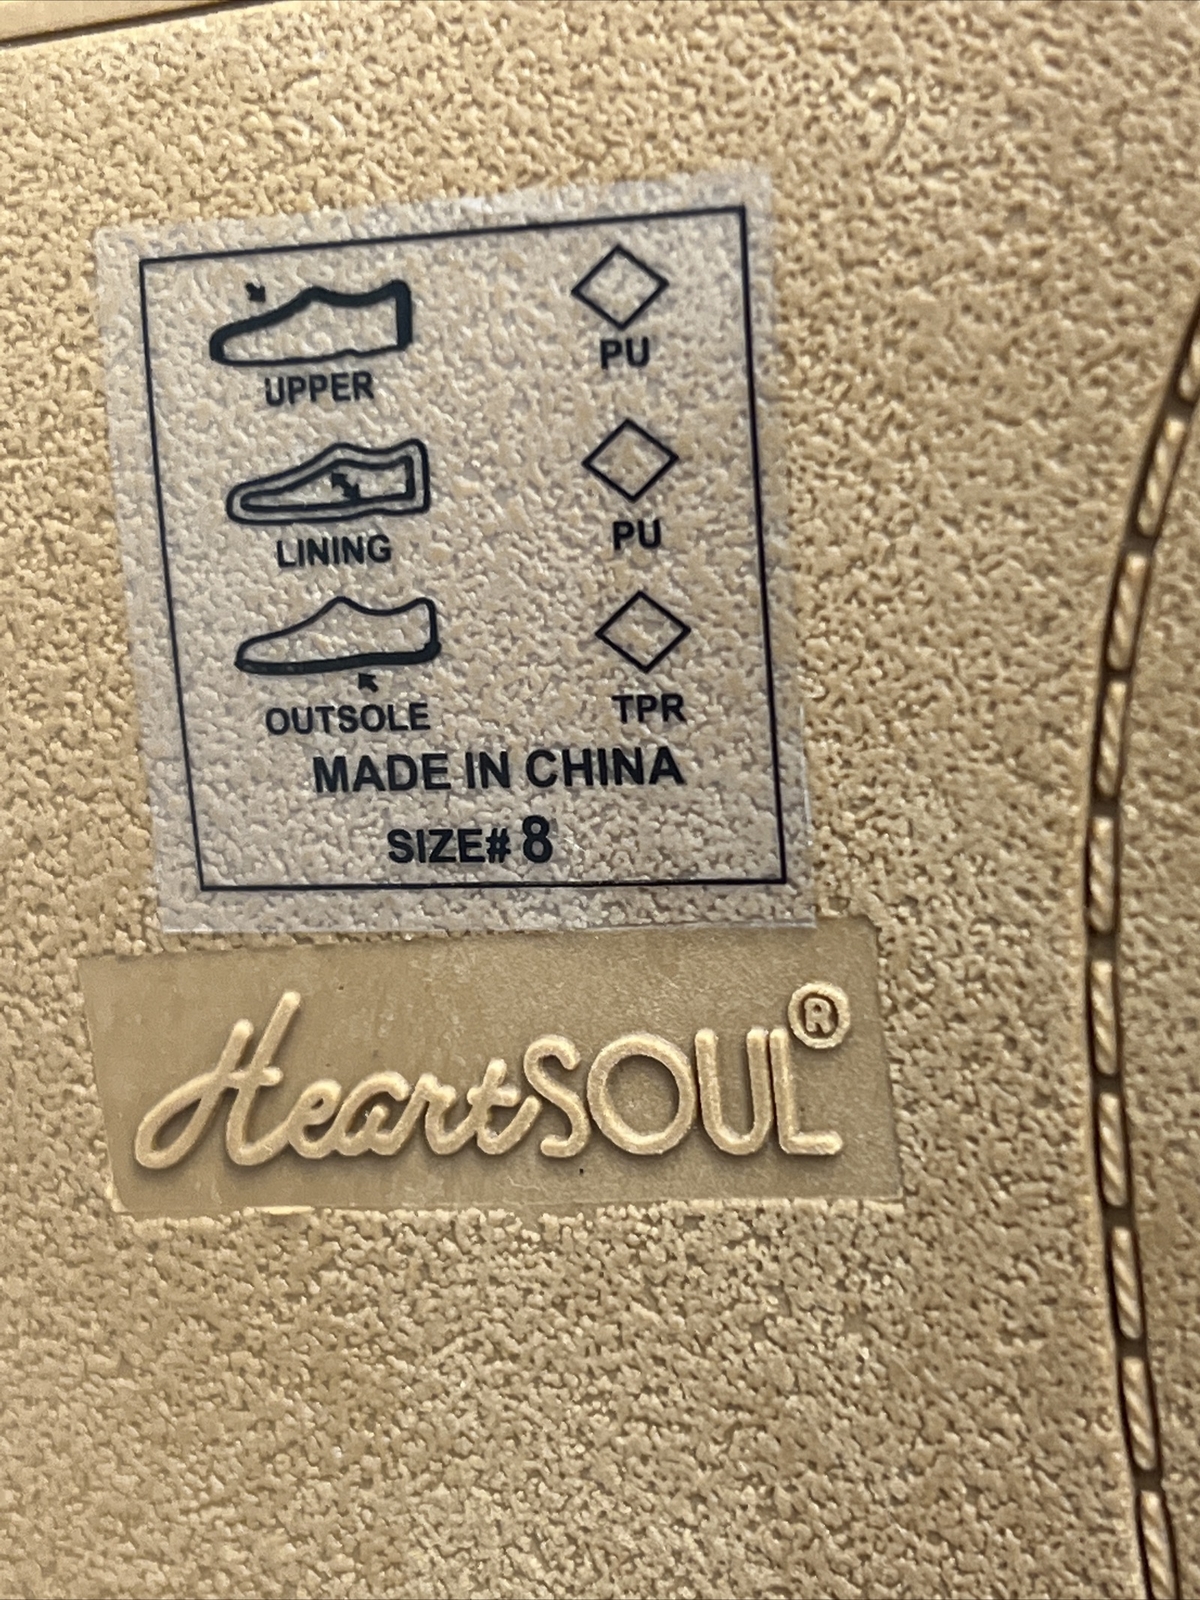 PU
UPPER
PU
LINING
TPR
OUTSOLE
MADE IN CHINA
SIZE# 8
HeartSOUL®